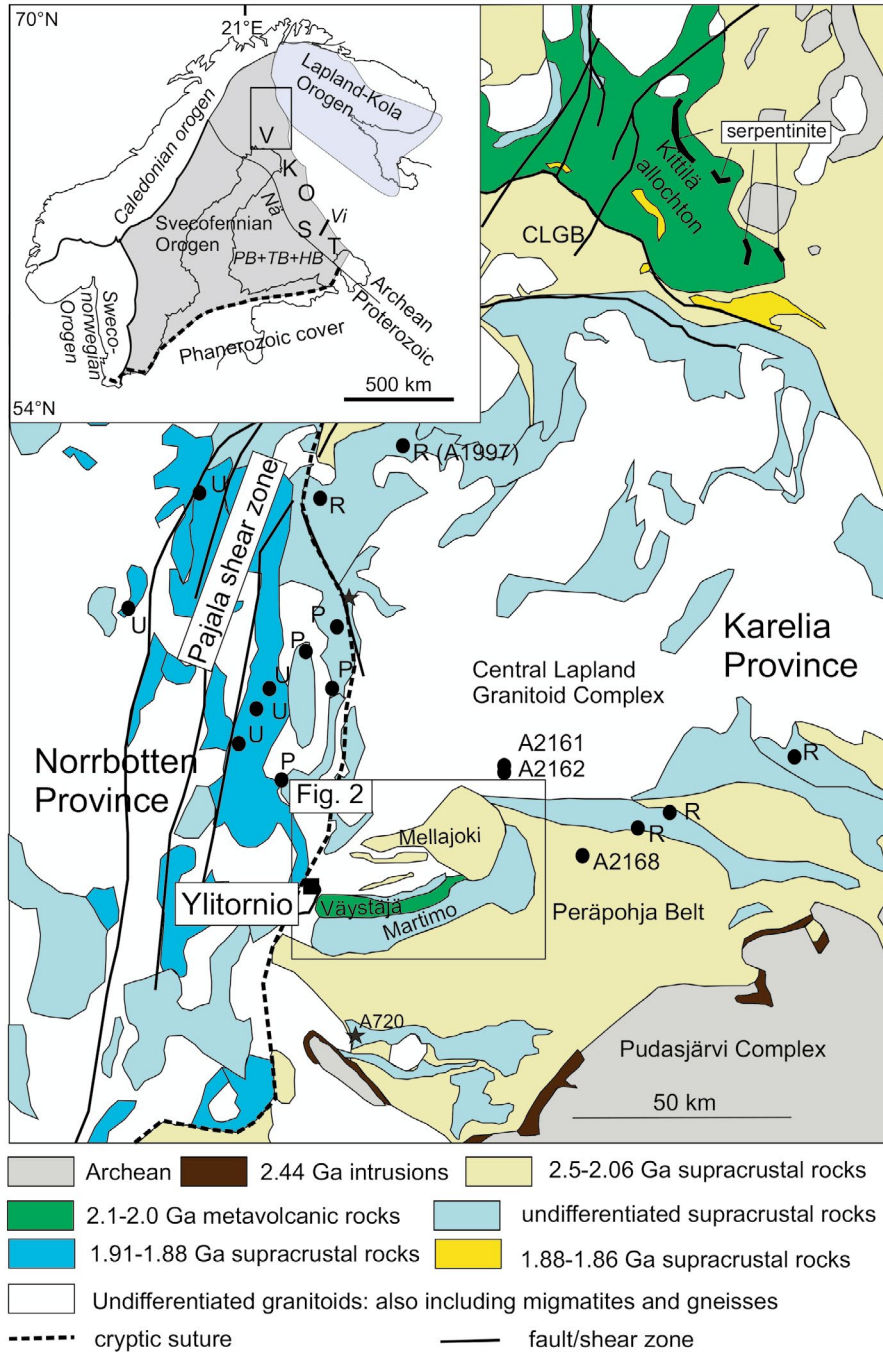 70°N
21°E
Lapland-Kola
Orogen
Caledonian orogen
V
K
O
Nä
Vi
S
T
Svecofennian
Orogen
PB+TB+HB
Sweco-
norwegian
Orogen
Archean
Proterozoic
Phanerozoic cover
500 km
54°N
serpentinite
Kittilä
allochton
CLGB
R (A1997)
U
R
Pajala shear zone
U
P
P
P
U
U
U
P
Karelia
Province
Central Lapland
Granitoid Complex
A2161
A2162
R
Norrbotten
Province
Fig. 2
Mellajoki
R
R
A2168
Ylitornio
Väystäjä
Martimo
Peräpohja Belt
A720
Pudasjärvi Complex
50 km
Archean
2.44 Ga intrusions
2.5-2.06 Ga supracrustal rocks
2.1-2.0 Ga metavolcanic rocks
undifferentiated supracrustal rocks
1.91-1.88 Ga supracrustal rocks
1.88-1.86 Ga supracrustal rocks
Undifferentiated granitoids: also including migmatites and gneisses
cryptic suture
fault/shear zone